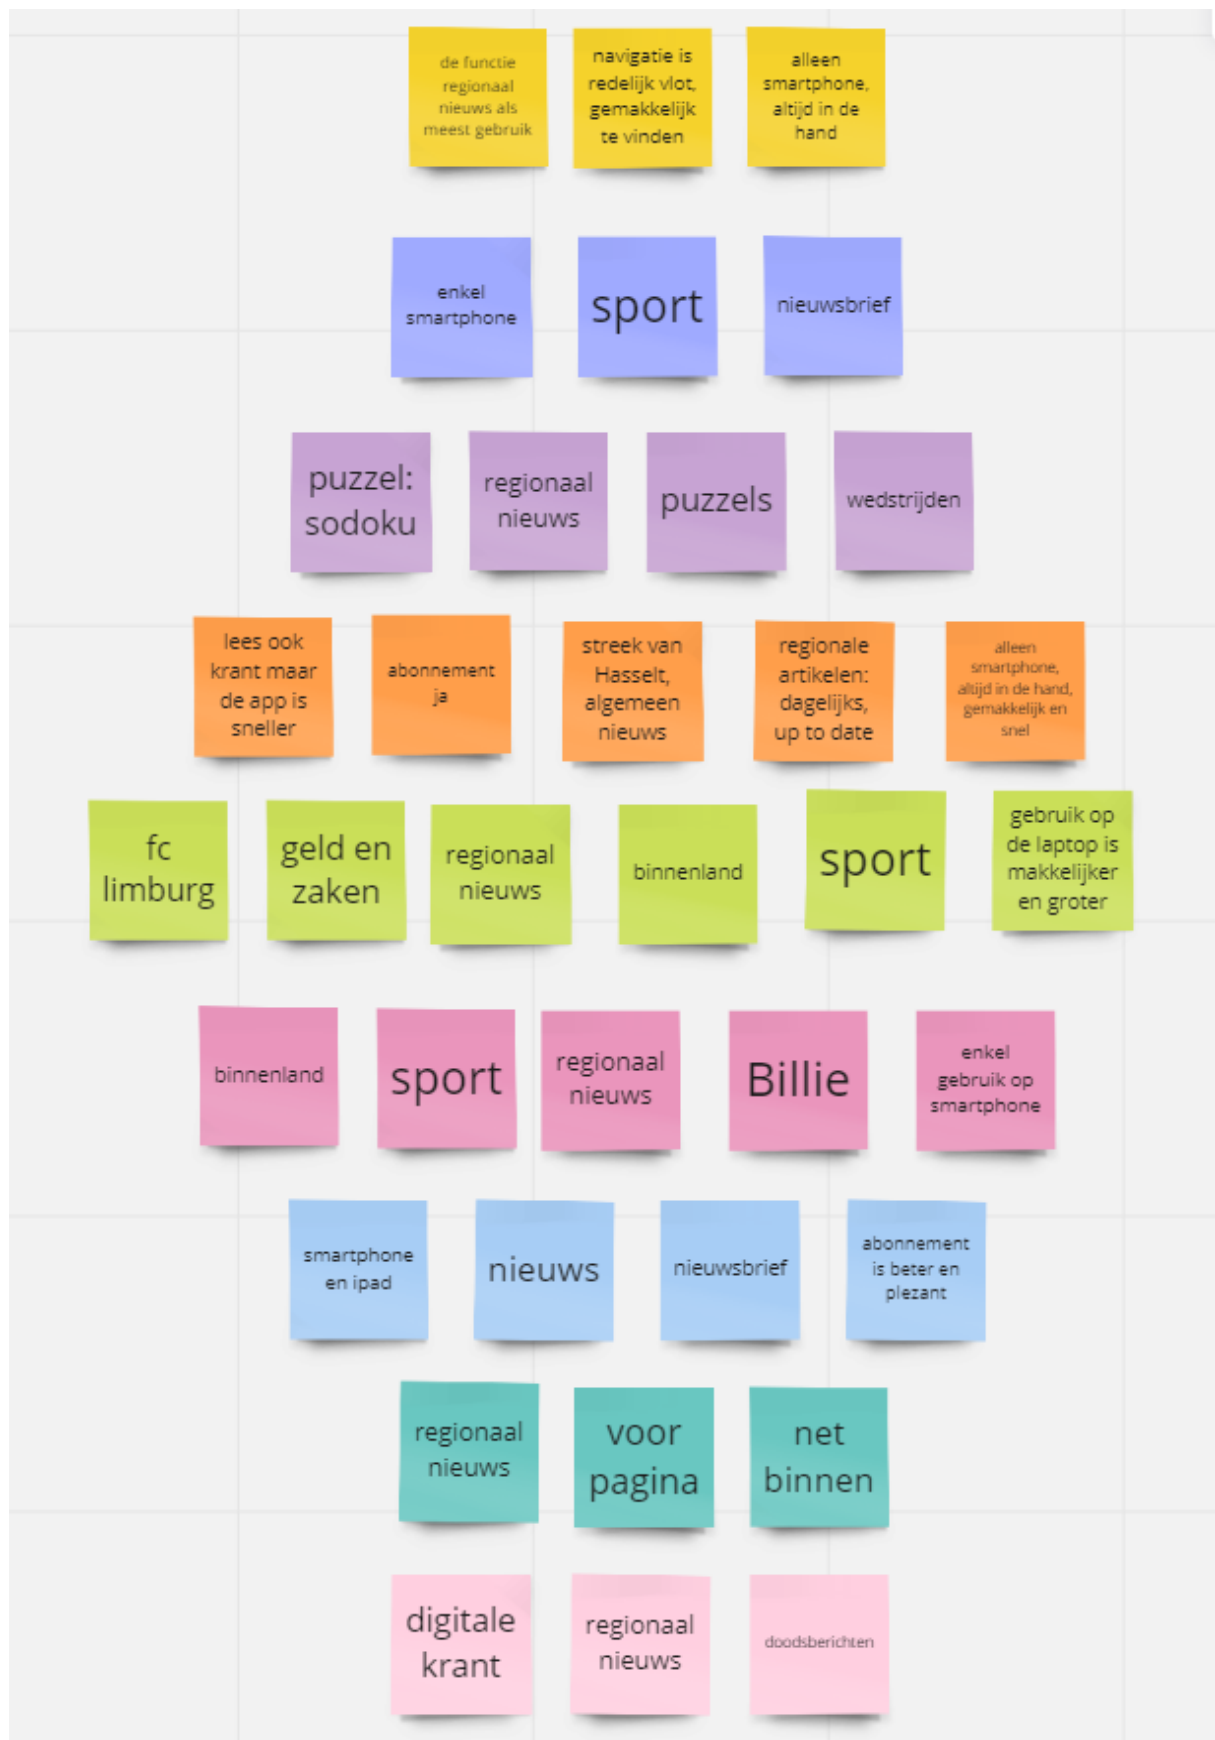 de functie
regionaal
nieuws als
meest gebruik
navigatie is
redelijk vlot,
gemakkelijk
te vinden
alleen
smartphone,
altijd in de
hand
enkel
smartphone
sport
nieuwsbrief
puzzel:
sodoku
regionaal
nieuws
puzzels
wedstrijden
lees ook
krant maar
de app is
sneller
abonnement
ja
streek van
Hasselt,
algemeen
nieuws
regionale
artikelen:
dagelijks,
up to date
alleen
smartphone,
altijd in de hand,
gemakkelijk en
snel
fc
limburg
geld en
zaken
regionaal
nieuws
binnenland
sport
gebruik op
de laptop is
makkelijker
en groter
binnenland
sport
regionaal
nieuws
Billie
enkel
gebruik op
smartphone
smartphone
en ipad
nieuws
nieuwsbrief
abonnement
is beter en
plezant
regionaal
nieuws
voor
pagina
net
binnen
digitale
krant
regionaal
nieuws
doodsberichten